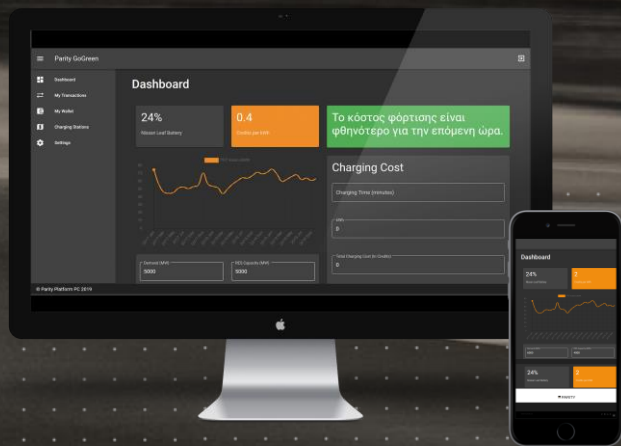 Parity GoGreen
Dashboard
My Transactions
My Wallet
Charging Stations
Settings
Dashboard
24%
Nissan Leaf Battery
0.4
Credits per kWh
Το κόστος φόρτισης είναι
φθηνότερο για την επόμενη ώρα.
Charging Cost
Charging Time (minutes)
kWh
0
Total Charging Cost (in Credits)
0
Demand (MW)
5000
RES Capacity (MW)
5000
© Parity Platform PC 2019
Dashboard
24%
2
24%
2
PARITY